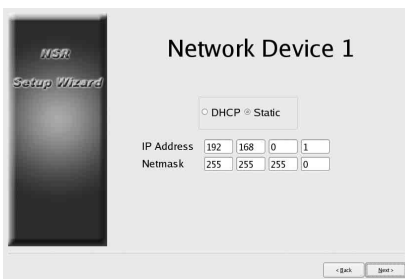 NSR
Setup Wizard
Network Device 1
DHCP Static
IP Address 192 168 0 1
Netmask 255 255 255 0
< Back Next >